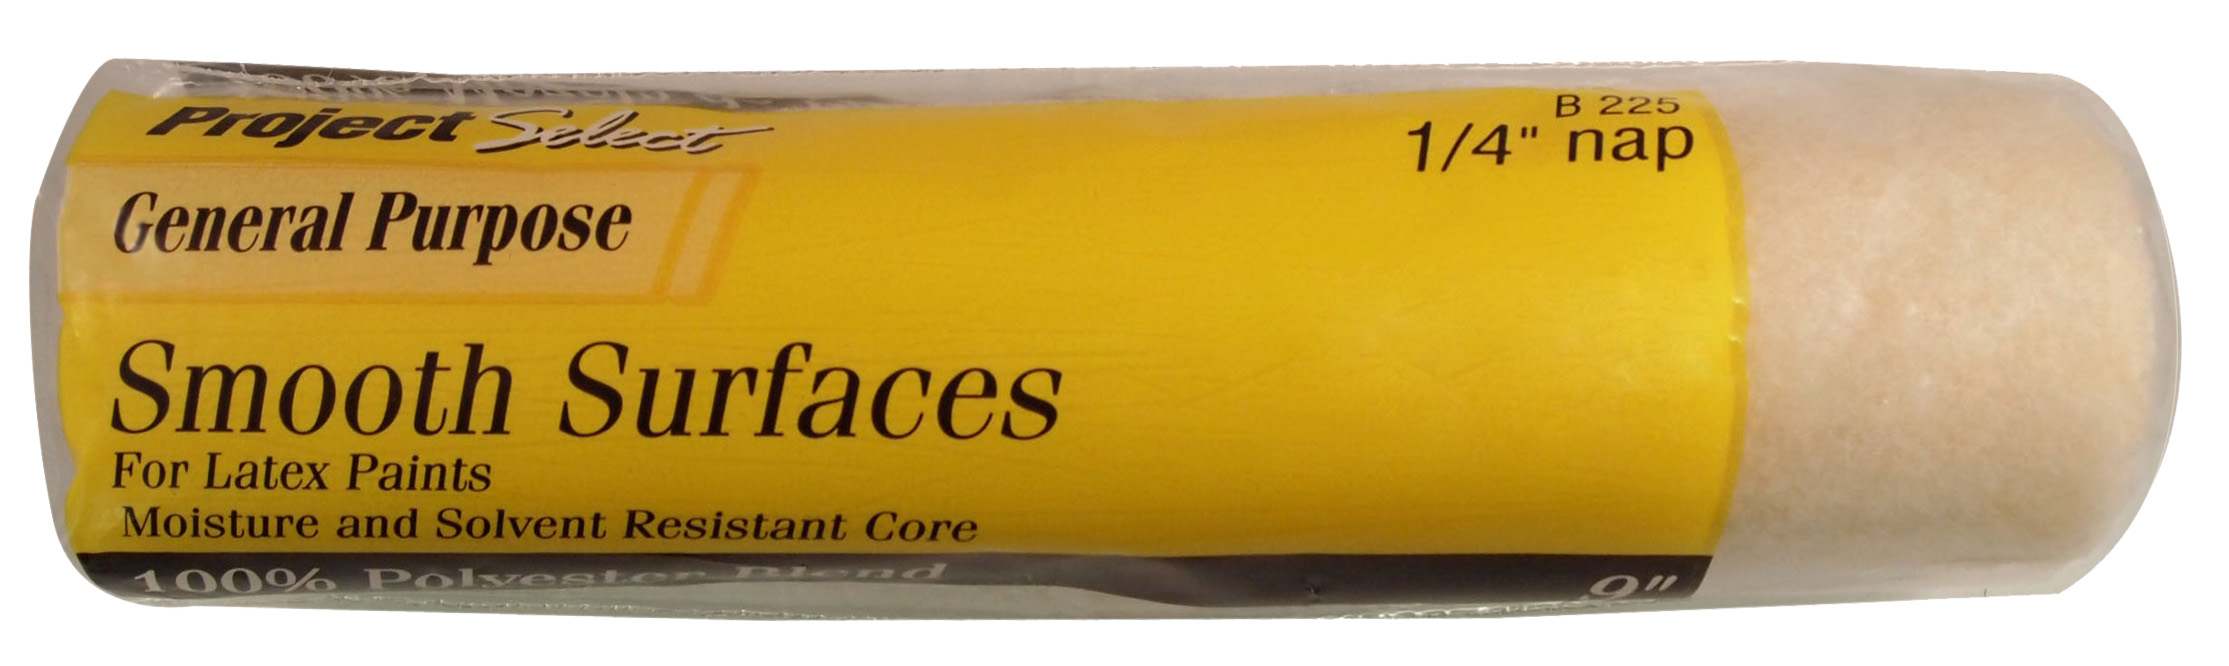 Project Select
B 225
1/4" nap
General Purpose
Smooth Surfaces
For Latex Paints
Moisture and Solvent Resistant Core
100% Polyester Blend
9"